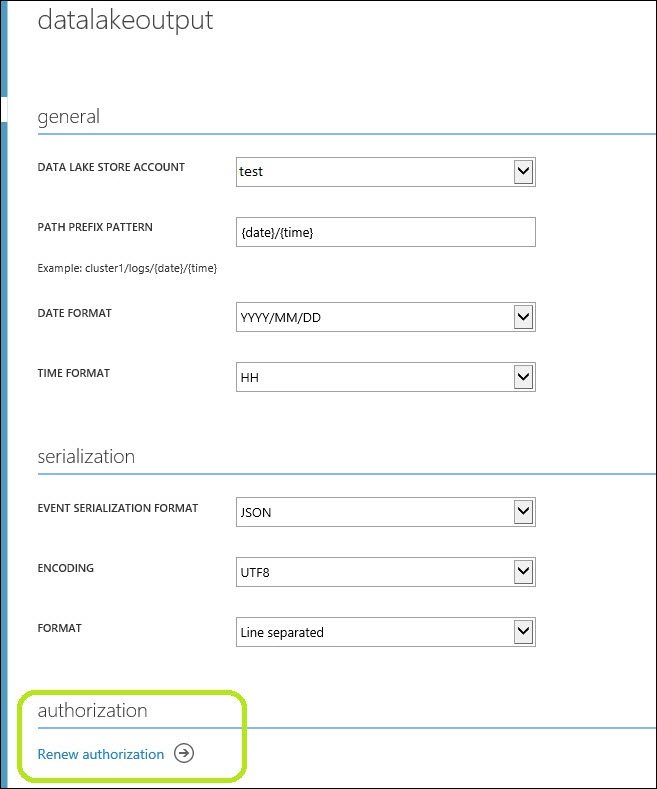 datalakeoutput
general
DATA LAKE STORE ACCOUNT
test
PATH PREFIX PATTERN
{date}/{time}
Example: cluster1/logs/{date}/{time}
DATE FORMAT
YYYY/MM/DD
TIME FORMAT
HH
serialization
EVENT SERIALIZATION FORMAT
JSON
ENCODING
UTF8
FORMAT
Line separated
authorization
Renew authorization